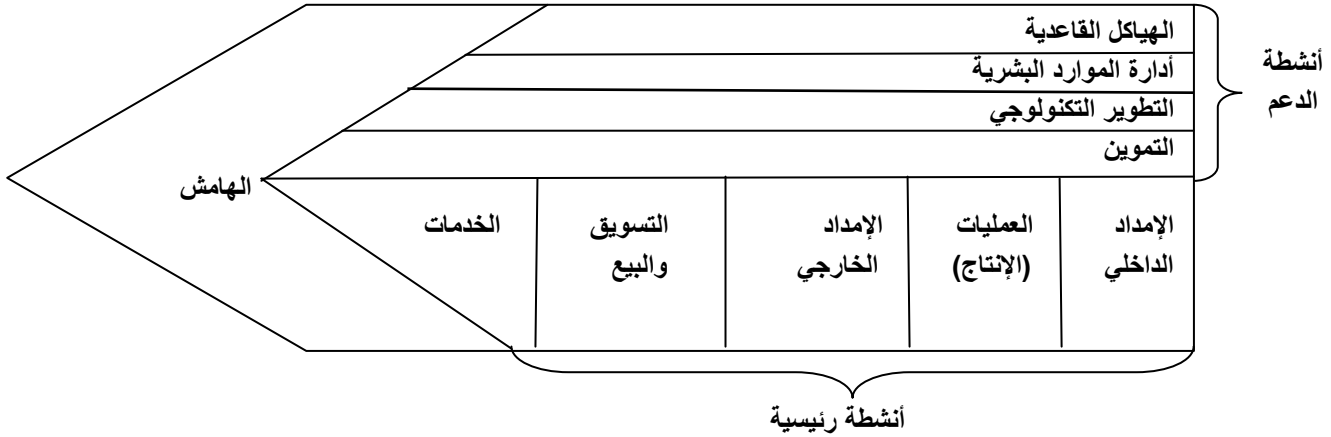 الهياكل القاعدية
أدارة الموارد البشرية
التطوير التكنولوجي
التموين
أنشطة
الدعم
الإمداد
الداخلي
العمليات
(الإنتاج)
الإمداد
الخارجي
التسويق
والبيع
الخدمات
الهامش
أنشطة رئيسية